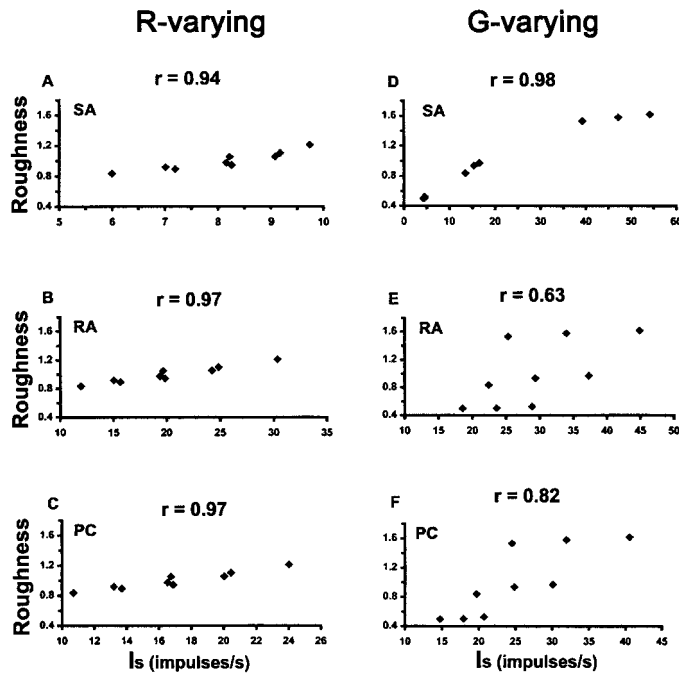 R-varying G-varying
A r = 0.94 D r = 0.98
SA SA
Roughness
1.6
1.2
0.8
0.4
5 6 7 8 9 10
1.6
1.2
0.8
0.4
0 10 20 30 40 50 60
B r = 0.97 E r = 0.63
RA RA
Roughness
1.6
1.2
0.8
0.4
10 15 20 25 30 35
1.6
1.2
0.8
0.4
10 15 20 25 30 35 40 45 50
C r = 0.97 F r = 0.82
PC PC
Roughness
1.6
1.2
0.8
0.4
10 12 14 16 18 20 22 24 26
1.6
1.2
0.8
0.4
10 15 20 25 30 35 40 45
Is (impulses/s) Is (impulses/s)